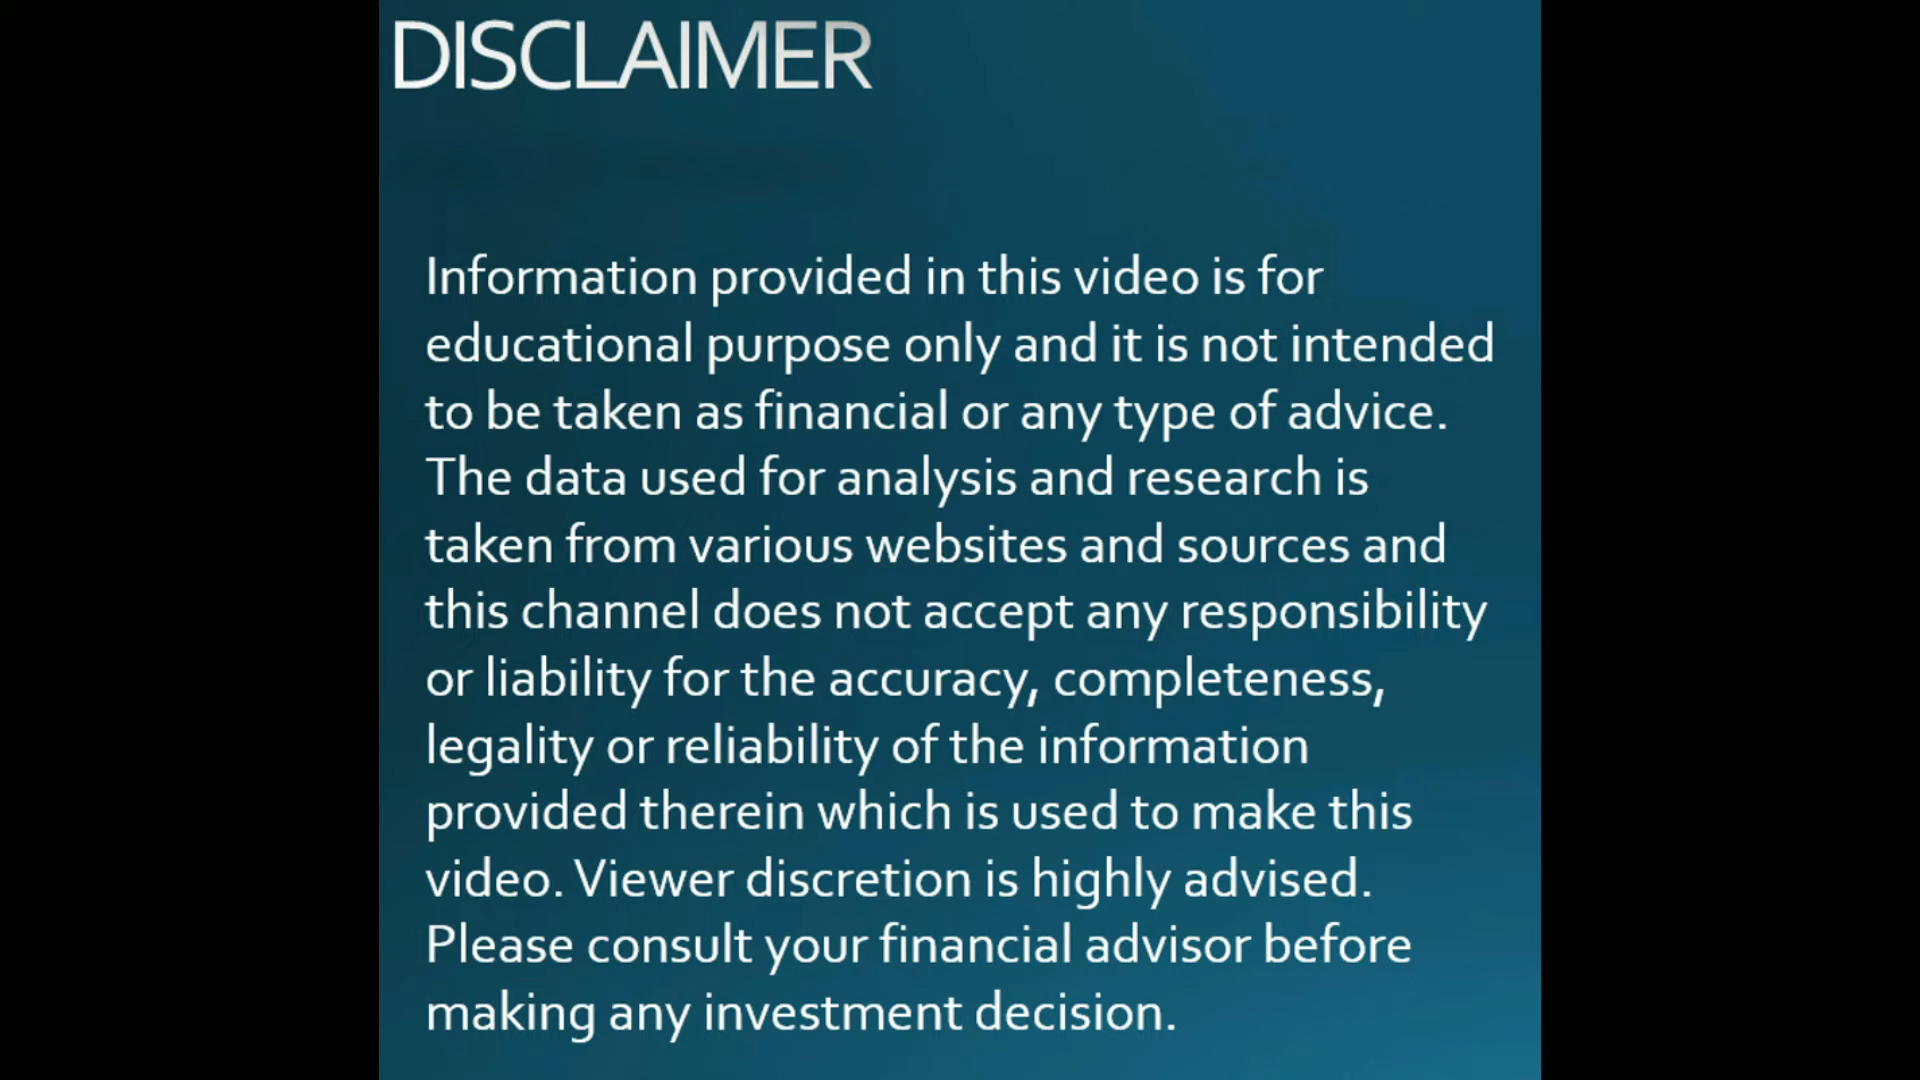 DISCLAIMER
Information provided in this video is for
educational purpose only and it is not intended
to be taken as financial or any type of advice.
The data used for analysis and research is
taken from various websites and sources and
this channel does not accept any responsibility
or liability for the accuracy, completeness,
legality or reliability of the information
provided therein which is used to make this
video. Viewer discretion is highly advised.
Please consult your financial advisor before
making any investment decision.